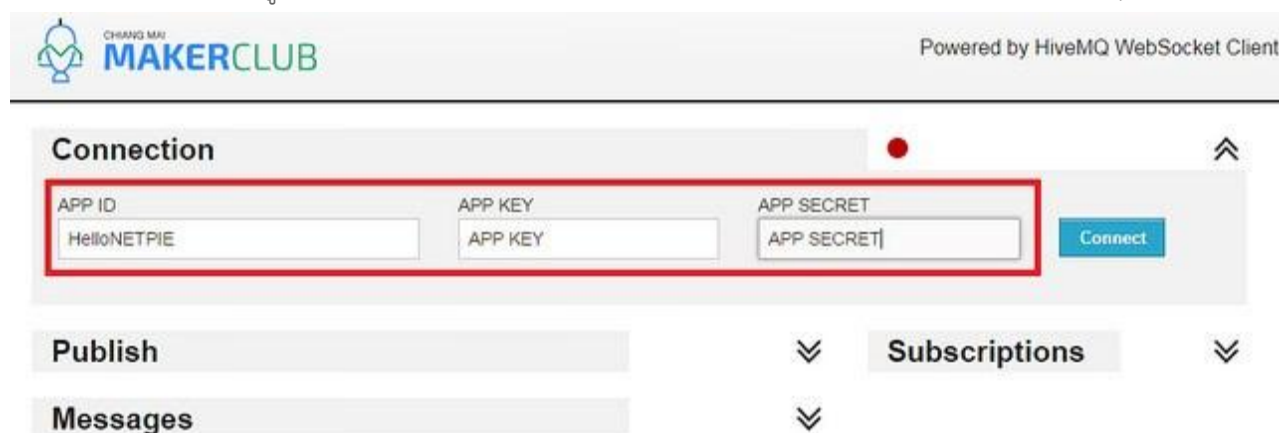 CHIANG MAI
MAKERCLUB
Powered by HiveMQ WebSocket Client
Connection
APP ID APP KEY APP SECRET
HelloNETPIE APP KEY APP SECRET Connect
Publish Subscriptions
Messages